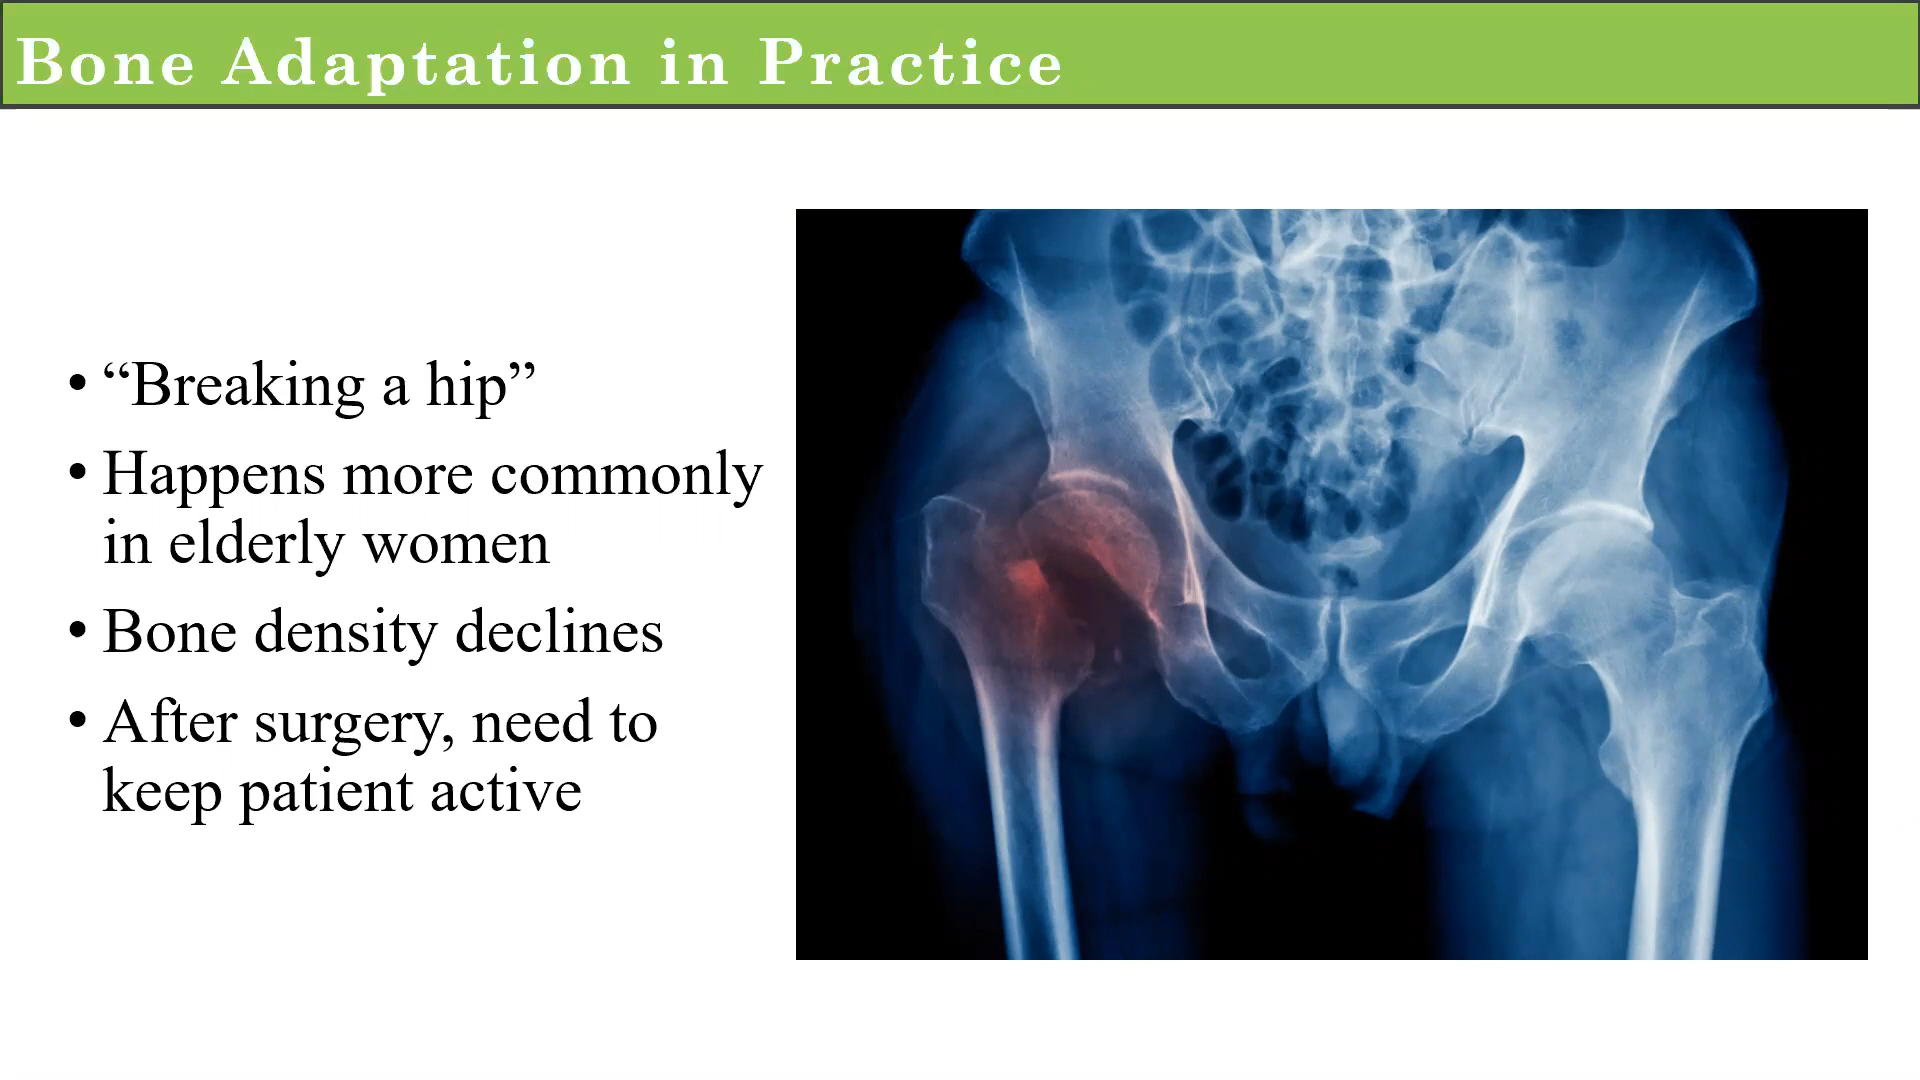 Bone Adaptation in Practice
• “Breaking a hip”
• Happens more commonly
in elderly women
• Bone density declines
• After surgery, need to
keep patient active